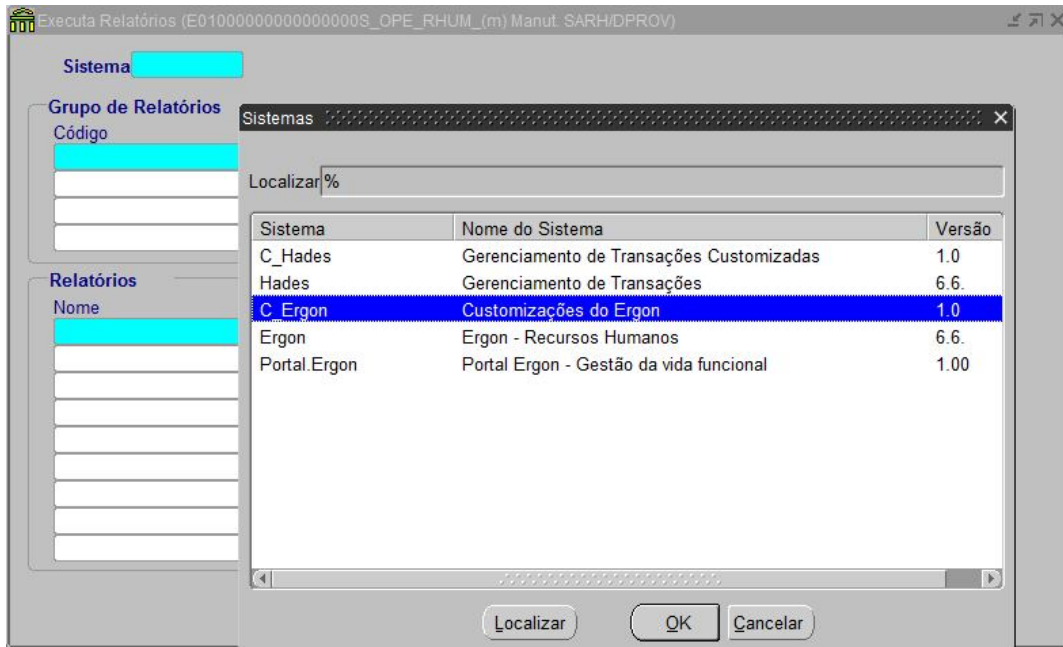 Executa Relatórios (E01000000000000000S_OPE_RHUM_(m) Manut. SARH/DPROV)
Sistema
Grupo de Relatórios
Código
Relatórios
Nome
Sistemas
Localizar %
Sistema Nome do Sistema Versão
C_Hades Gerenciamento de Transações Customizadas 1.0
Hades Gerenciamento de Transações 6.6.
C_Ergon Customizações do Ergon 1.0
Ergon Ergon - Recursos Humanos 6.6.
Portal.Ergon Portal Ergon - Gestão da vida funcional 1.00
Localizar OK Cancelar